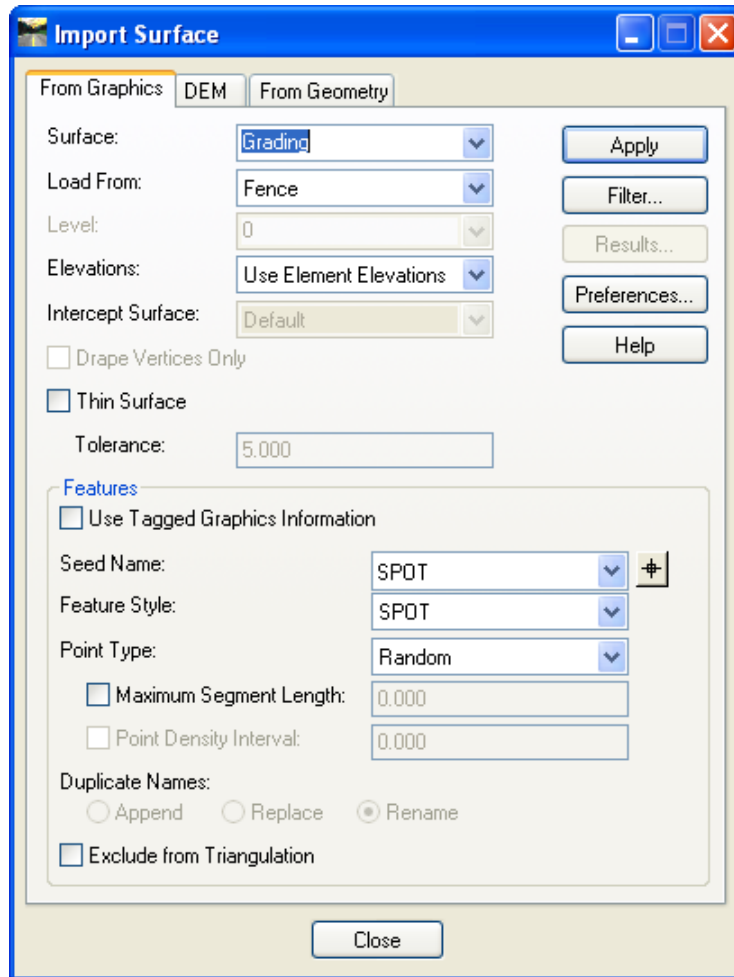 Import Surface
From Graphics DEM From Geometry
Surface: Grading Apply
Load From: Fence Filter...
Level: 0 Results...
Elevations: Use Element Elevations Preferences...
Intercept Surface: Default Help
Drape Vertices Only
Thin Surface
Tolerance: 5.000
Features
Use Tagged Graphics Information
Seed Name: SPOT
Feature Style: SPOT
Point Type: Random
Maximum Segment Length: 0.000
Point Density Interval: 0.000
Duplicate Names:
Append Replace Rename
Exclude from Triangulation
Close